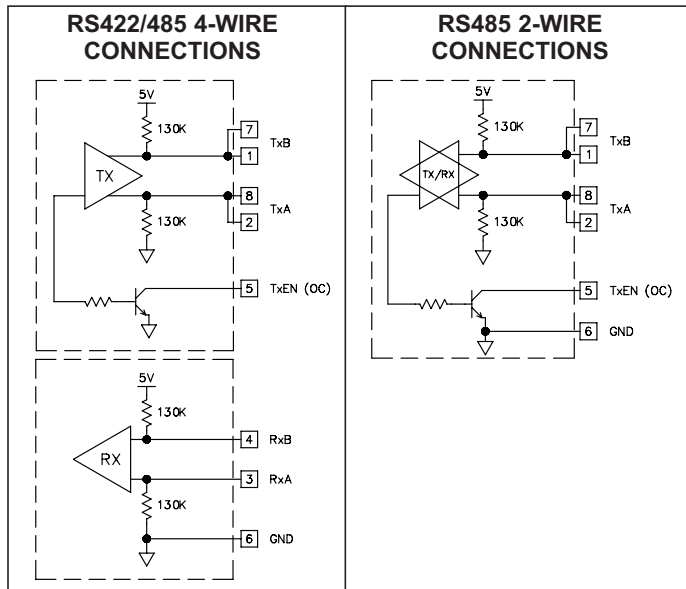 RS422/485 4-WIRE
CONNECTIONS
5V
130K
7
TxB
1
TX
8
TxA
2
130K
5 TxEN (OC)
5V
130K
4 RxB
RX
3 RxA
130K
6 GND
RS485 2-WIRE
CONNECTIONS
5V
130K
7
TxB
1
TX/RX
8
TxA
2
130K
5 TxEN (OC)
6 GND